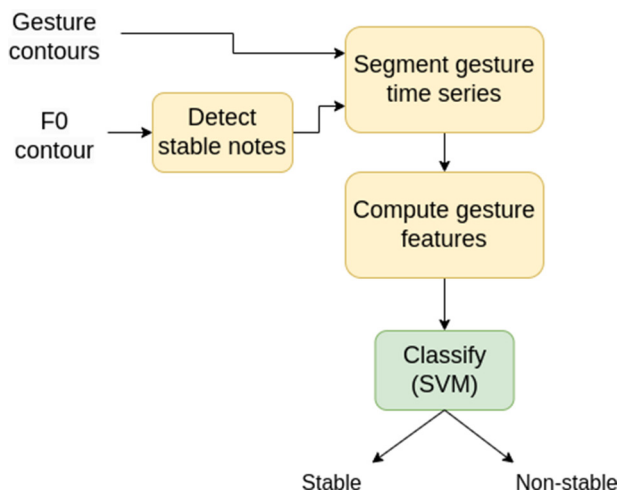 Gesture
contours
Segment gesture
time series
F0
contour
Detect
stable notes
Compute gesture
features
Classify
(SVM)
Stable
Non-stable